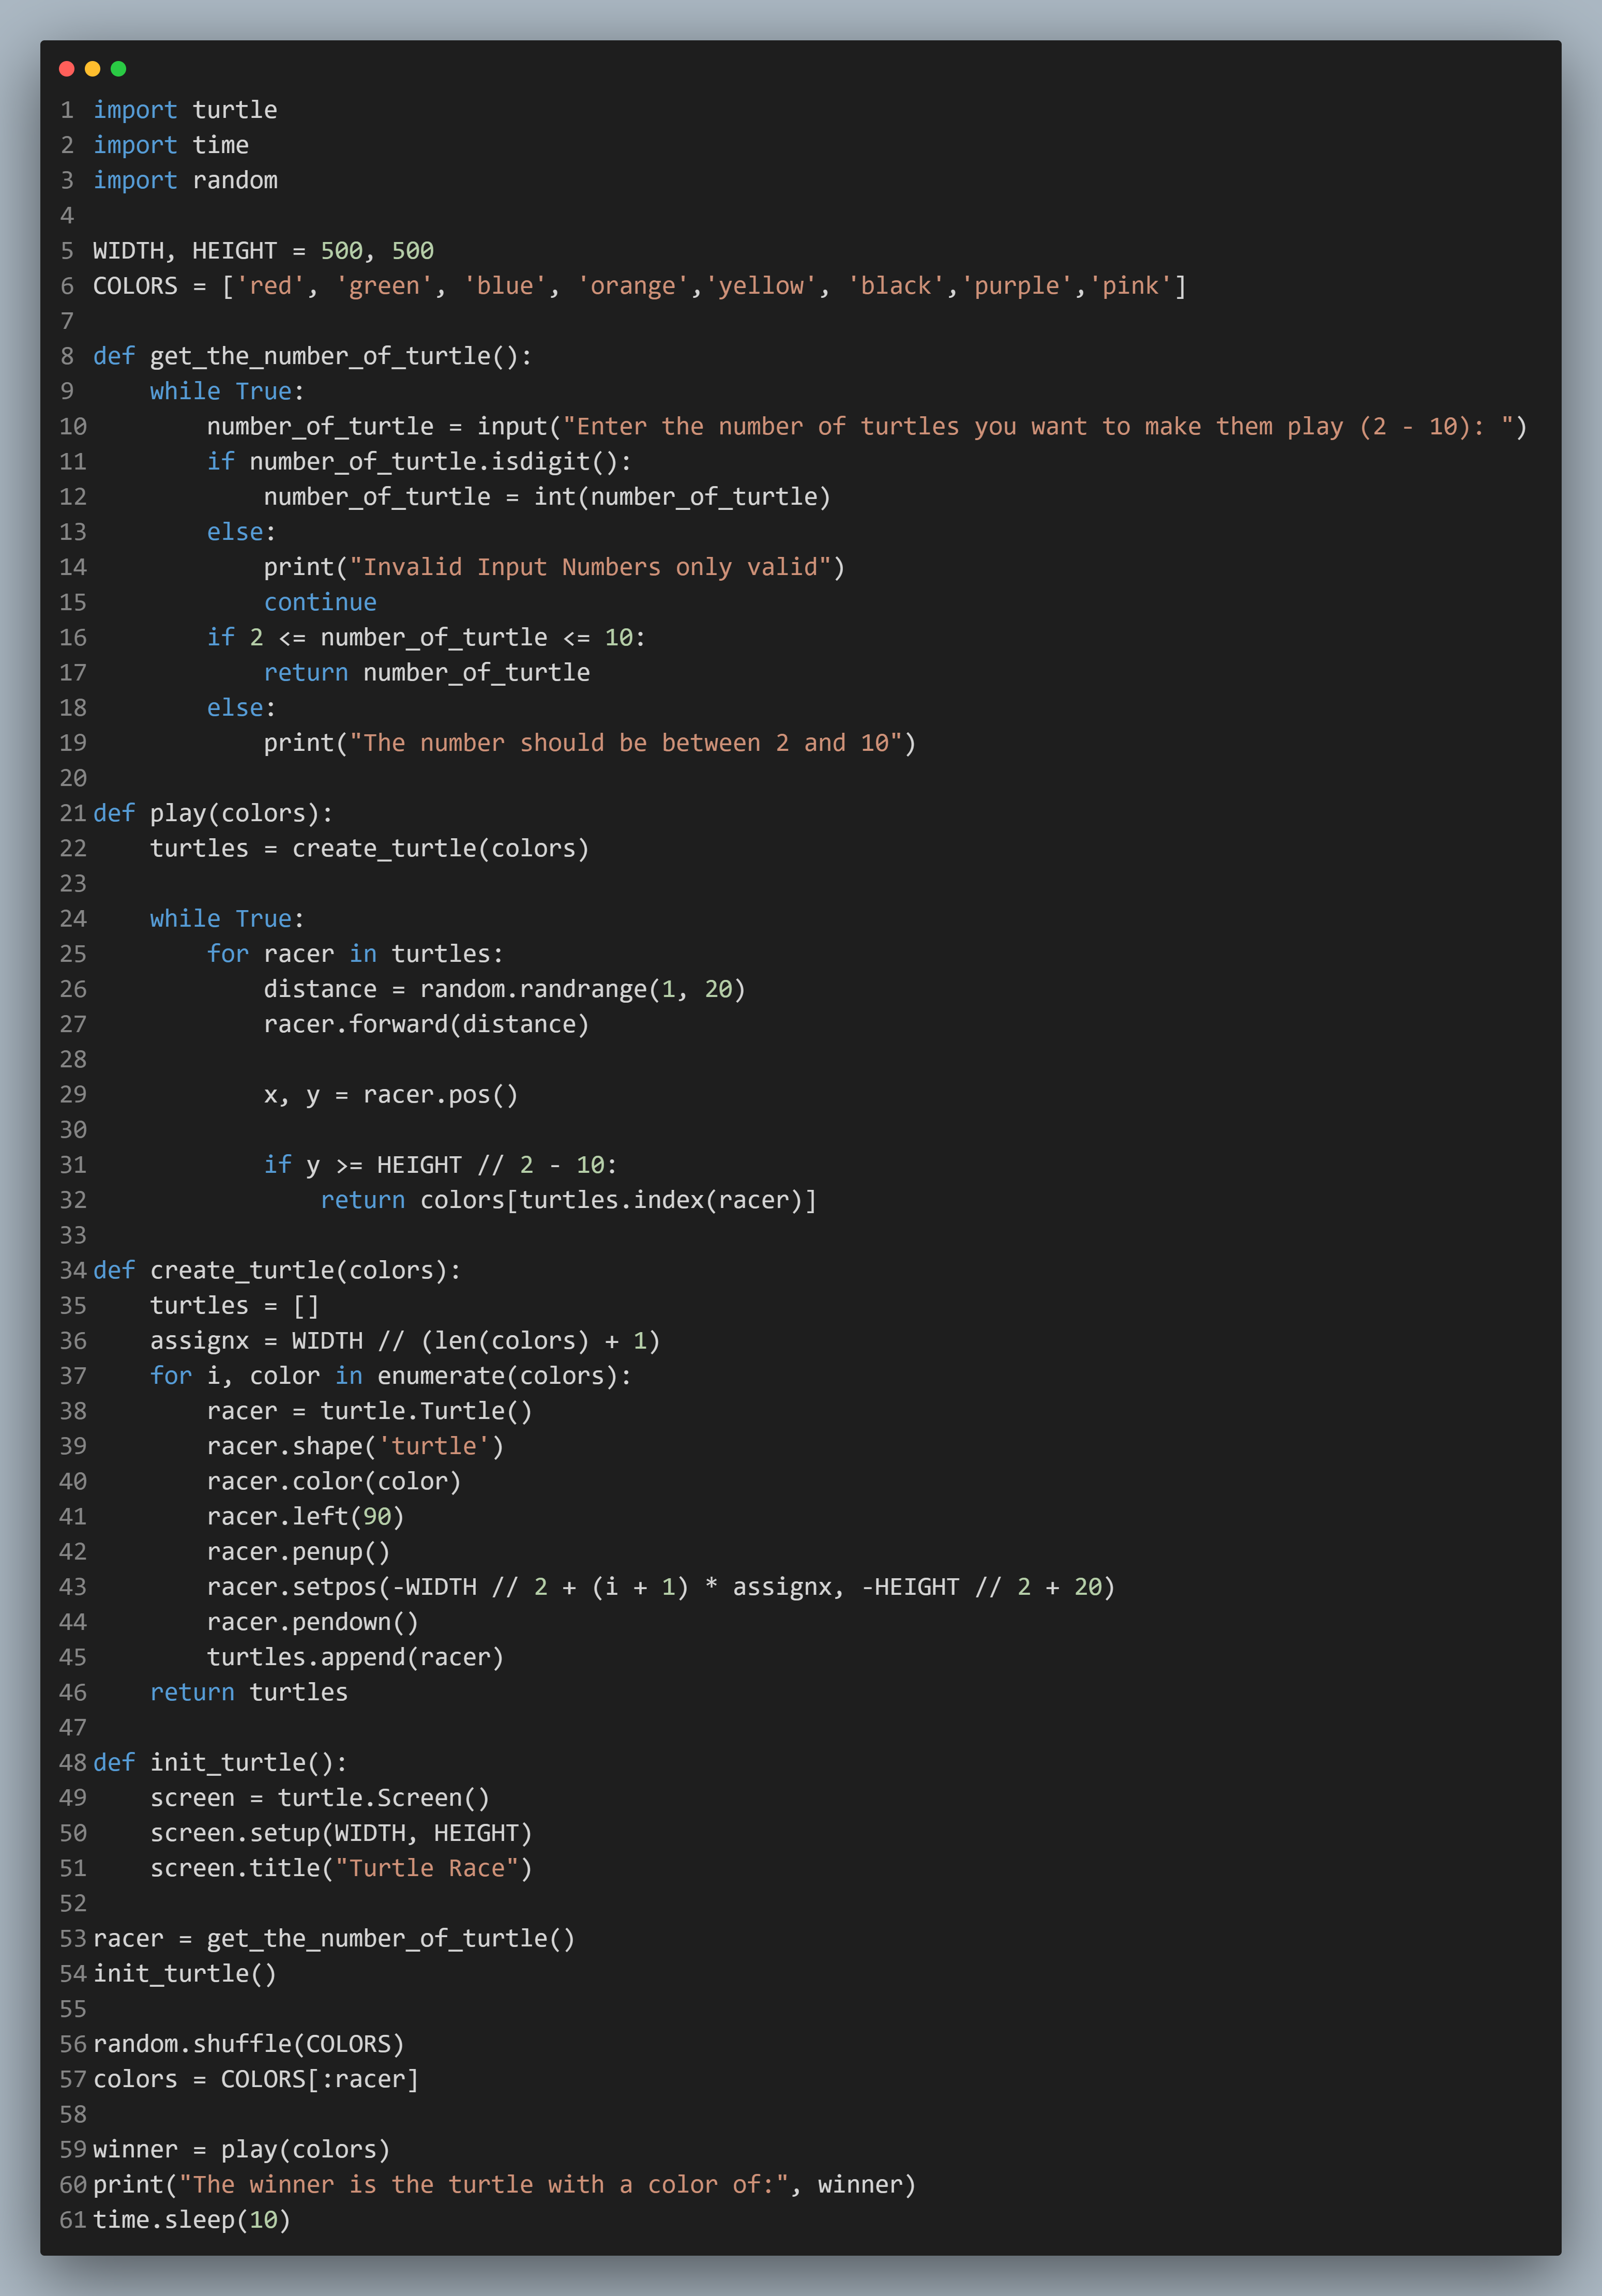 1 import turtle
2 import time
3 import random
4
5 WIDTH, HEIGHT = 500, 500
6 COLORS = ['red', 'green', 'blue', 'orange','yellow', 'black','purple','pink']
7
8 def get_the_number_of_turtle():
9     while True:
10         number_of_turtle = input("Enter the number of turtles you want to make them play (2 - 10): ")
11         if number_of_turtle.isdigit():
12             number_of_turtle = int(number_of_turtle)
13         else:
14             print("Invalid Input Numbers only valid")
15             continue
16         if 2 <= number_of_turtle <= 10:
17             return number_of_turtle
18         else:
19             print("The number should be between 2 and 10")
20
21 def play(colors):
22     turtles = create_turtle(colors)
23
24     while True:
25         for racer in turtles:
26             distance = random.randrange(1, 20)
27             racer.forward(distance)
28
29             x, y = racer.pos()
30
31             if y >= HEIGHT // 2 - 10:
32                 return colors[turtles.index(racer)]
33
34 def create_turtle(colors):
35     turtles = []
36     assignx = WIDTH // (len(colors) + 1)
37     for i, color in enumerate(colors):
38         racer = turtle.Turtle()
39         racer.shape('turtle')
40         racer.color(color)
41         racer.left(90)
42         racer.penup()
43         racer.setpos(-WIDTH // 2 + (i + 1) * assignx, -HEIGHT // 2 + 20)
44         racer.pendown()
45         turtles.append(racer)
46     return turtles
47
48 def init_turtle():
49     screen = turtle.Screen()
50     screen.setup(WIDTH, HEIGHT)
51     screen.title("Turtle Race")
52
53 racer = get_the_number_of_turtle()
54 init_turtle()
55
56 random.shuffle(COLORS)
57 colors = COLORS[:racer]
58
59 winner = play(colors)
60 print("The winner is the turtle with a color of:", winner)
61 time.sleep(10)